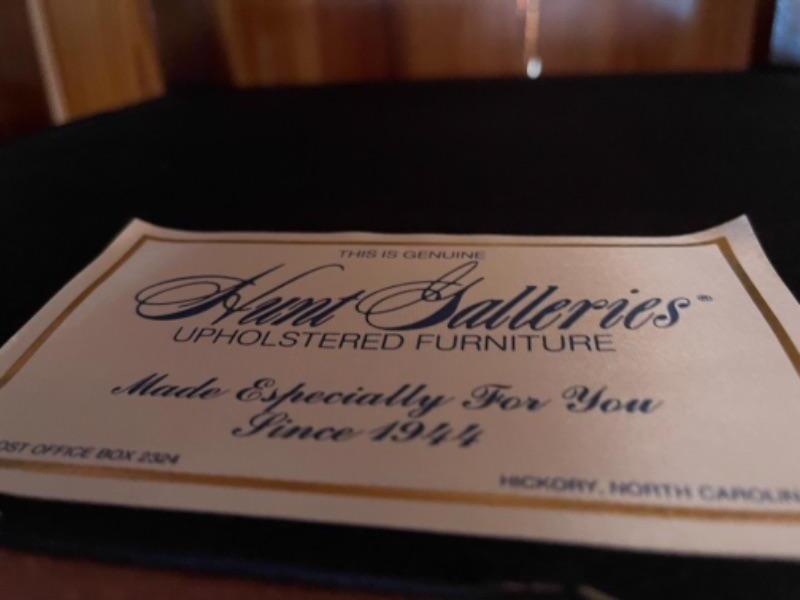 THIS IS GENUINE
Hunt Galleries®
UPHOLSTERED FURNITURE
Made Especially For You
Since 1944
OST OFFICE BOX 2324
HICKORY, NORTH CAROLIN